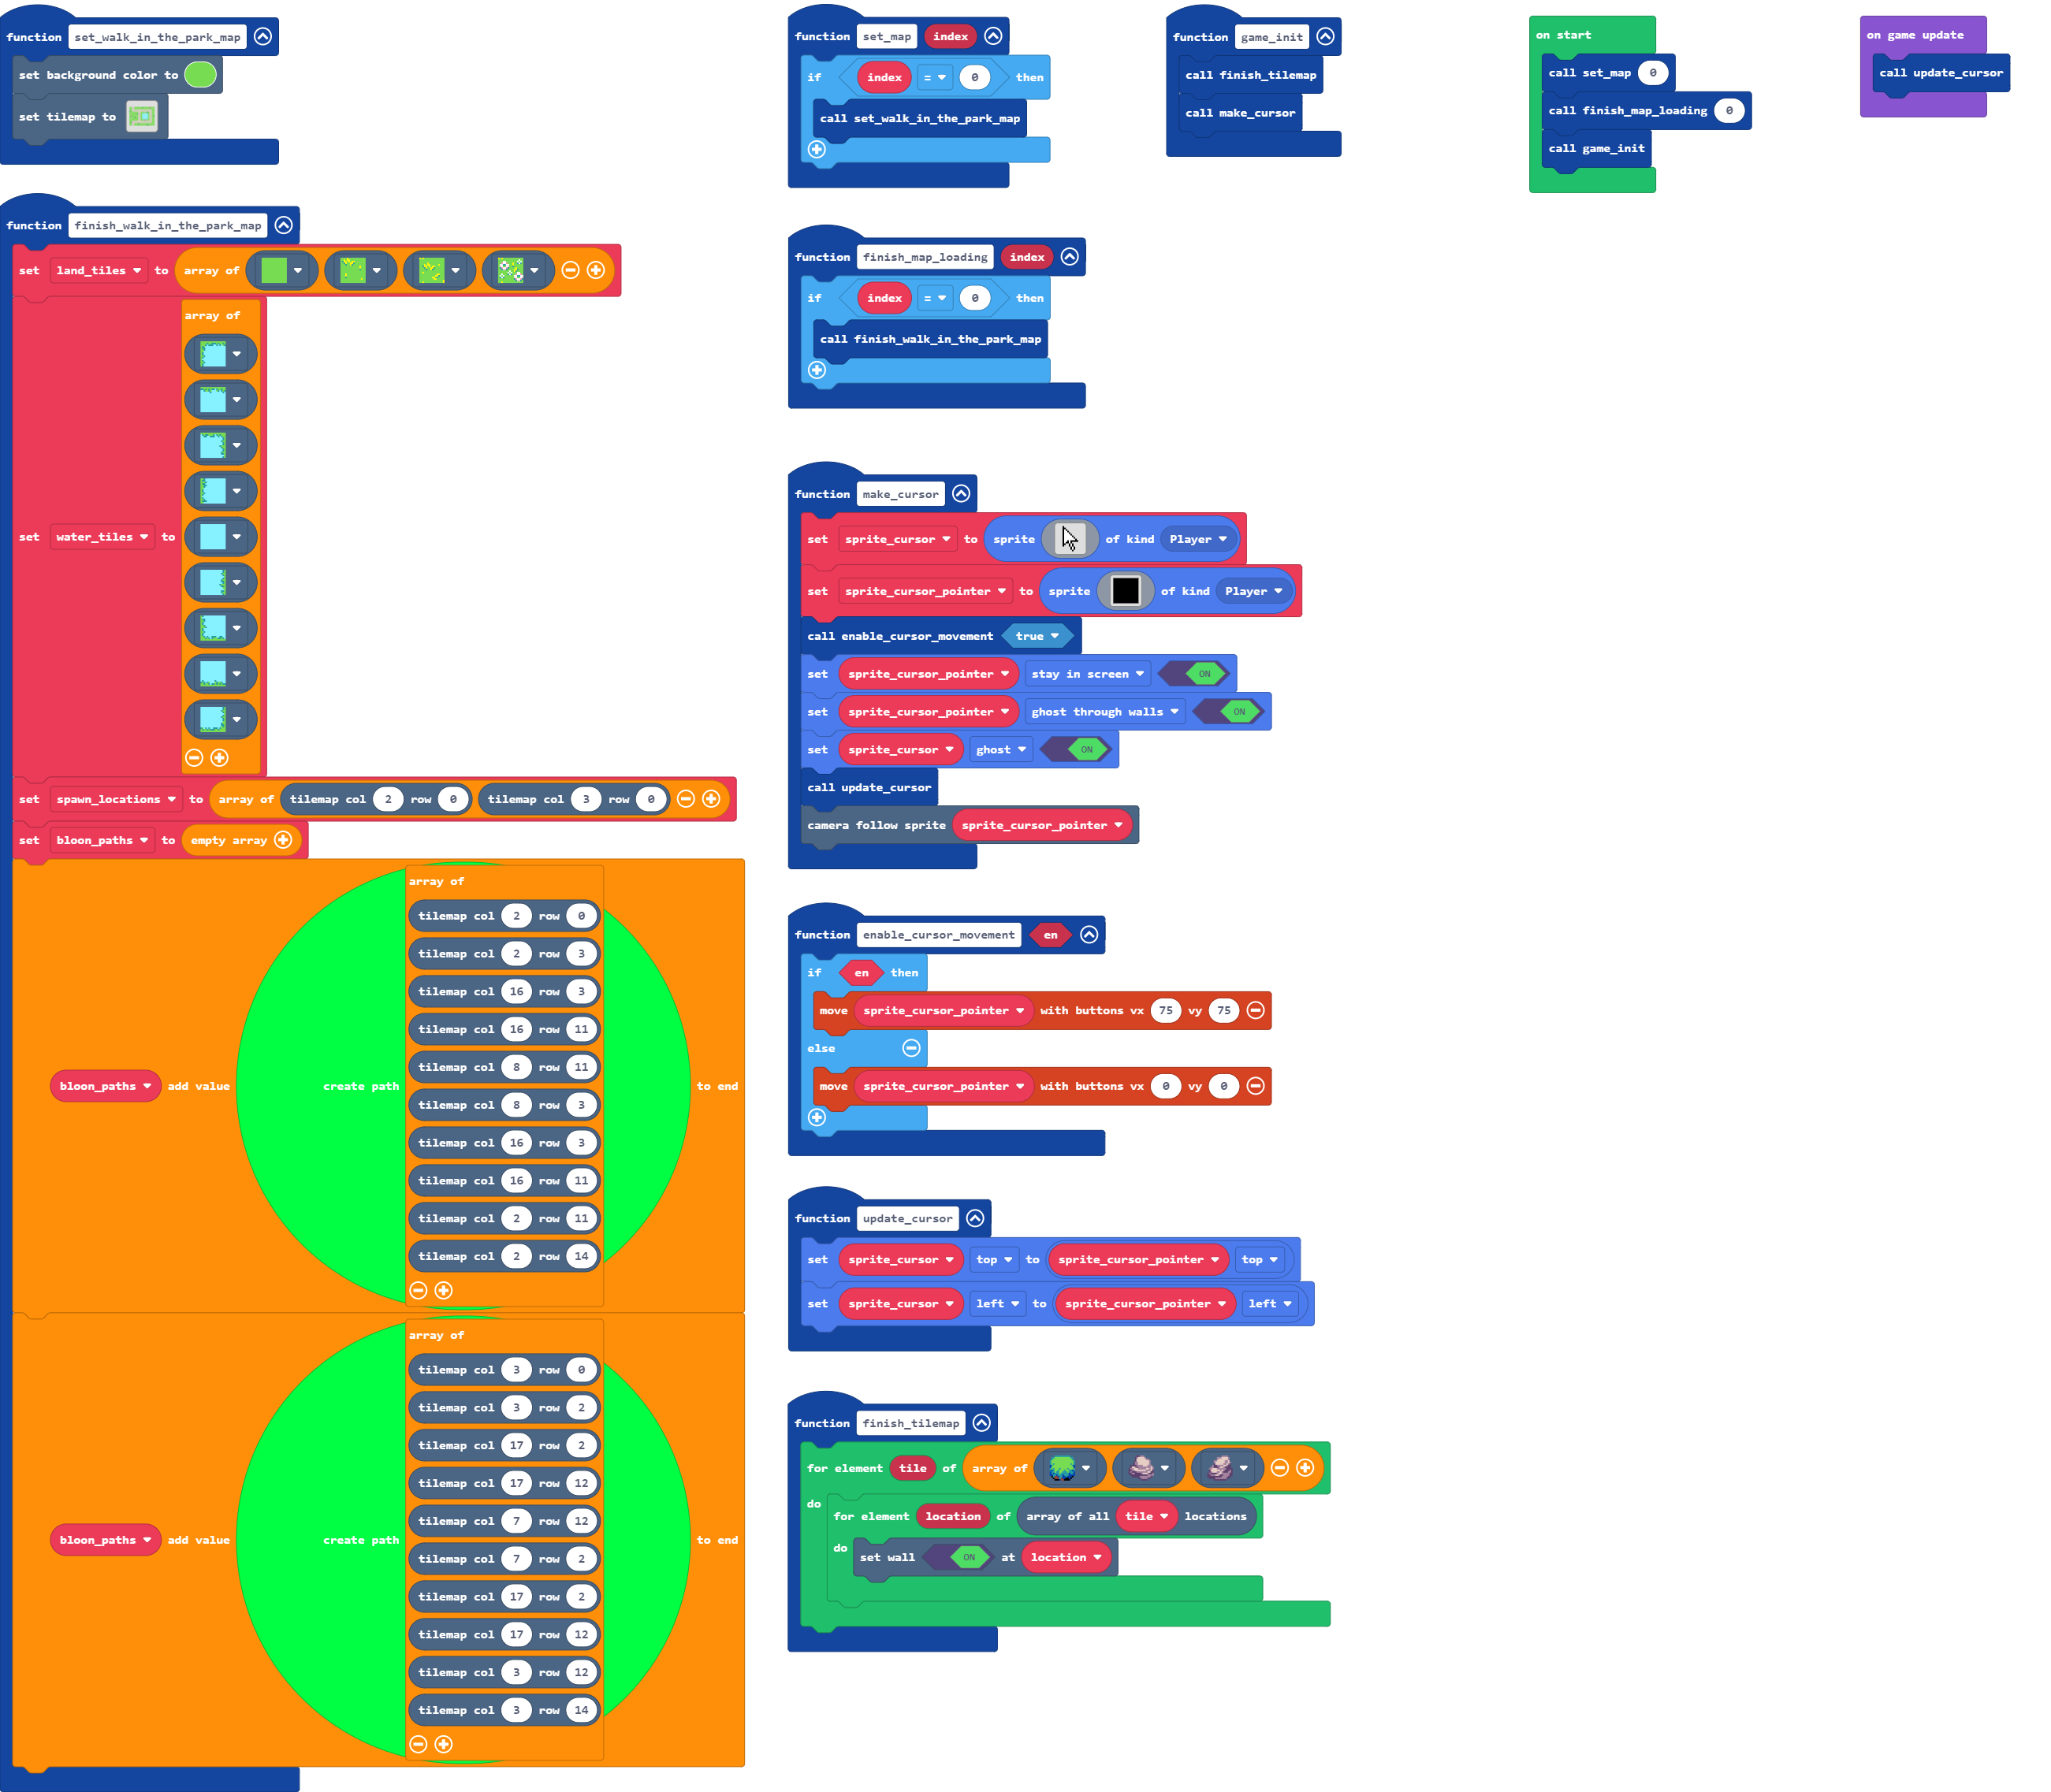 function set_walk_in_the_park_map
set background color to
set tilemap to
function finish_walk_in_the_park_map
set land_tiles to array of
set water_tiles to array of
set spawn_locations to array of tilemap col 2 row 0 tilemap col 3 row 0
set bloon_paths to empty array
bloon_paths add value create path array of
tilemap col 2 row 0
tilemap col 2 row 3
tilemap col 16 row 3
tilemap col 16 row 11
tilemap col 8 row 11
tilemap col 8 row 3
tilemap col 16 row 3
tilemap col 16 row 11
tilemap col 2 row 11
tilemap col 2 row 14
to end
bloon_paths add value create path array of
tilemap col 3 row 0
tilemap col 3 row 2
tilemap col 17 row 2
tilemap col 17 row 12
tilemap col 7 row 12
tilemap col 7 row 2
tilemap col 17 row 2
tilemap col 17 row 12
tilemap col 3 row 12
tilemap col 3 row 14
to end
function set_map index
if index = 0 then
call set_walk_in_the_park_map
function finish_map_loading index
if index = 0 then
call finish_walk_in_the_park_map
function make_cursor
set sprite_cursor to sprite of kind Player
set sprite_cursor_pointer to sprite of kind Player
call enable_cursor_movement true
set sprite_cursor_pointer stay in screen ON
set sprite_cursor_pointer ghost through walls ON
set sprite_cursor ghost ON
call update_cursor
camera follow sprite sprite_cursor_pointer
function enable_cursor_movement en
if en then
move sprite_cursor_pointer with buttons vx 75 vy 75
else
move sprite_cursor_pointer with buttons vx 0 vy 0
function update_cursor
set sprite_cursor top to sprite_cursor_pointer top
set sprite_cursor left to sprite_cursor_pointer left
function finish_tilemap
for element tile of array of
do
for element location of array of all tile locations
do set wall ON at location
function game_init
call finish_tilemap
call make_cursor
on start
call set_map 0
call finish_map_loading 0
call game_init
on game update
call update_cursor